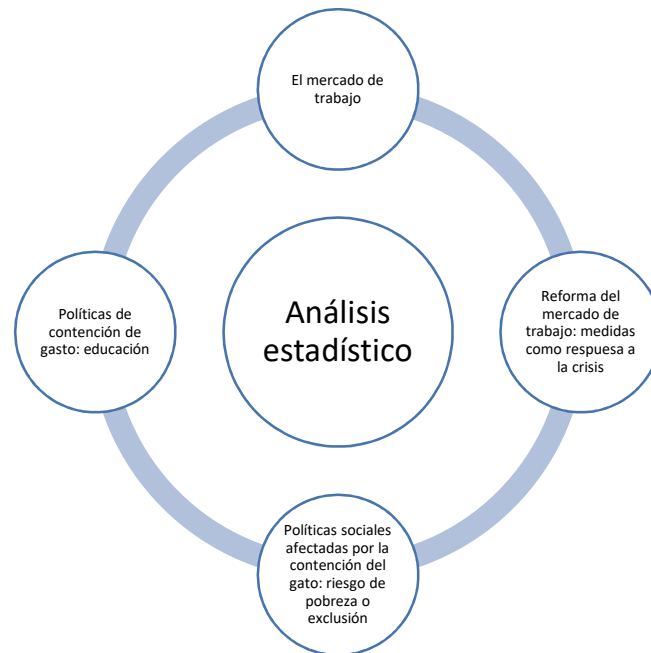 El mercado de
trabajo
Políticas de
contención de
gasto: educación
Análisis
estadístico
Reforma del
mercado de
trabajo: medidas
como respuesa a
la crisis
Políticas sociales
afectadas por la
contención del
gato: riesgo de
pobreza o
exclusión